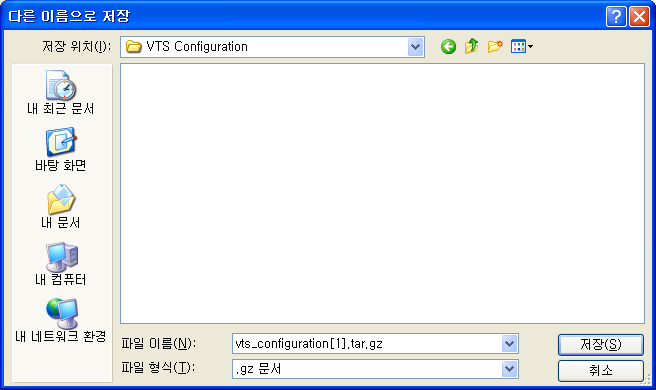 다른 이름으로 저장
저장 위치(I): VTS Configuration
내 최근 문서
바탕 화면
내 문서
내 컴퓨터
내 네트워크 환경
파일 이름(N): vts_configuration[1].tar.gz 저장(S)
파일 형식(T): .gz 문서 취소